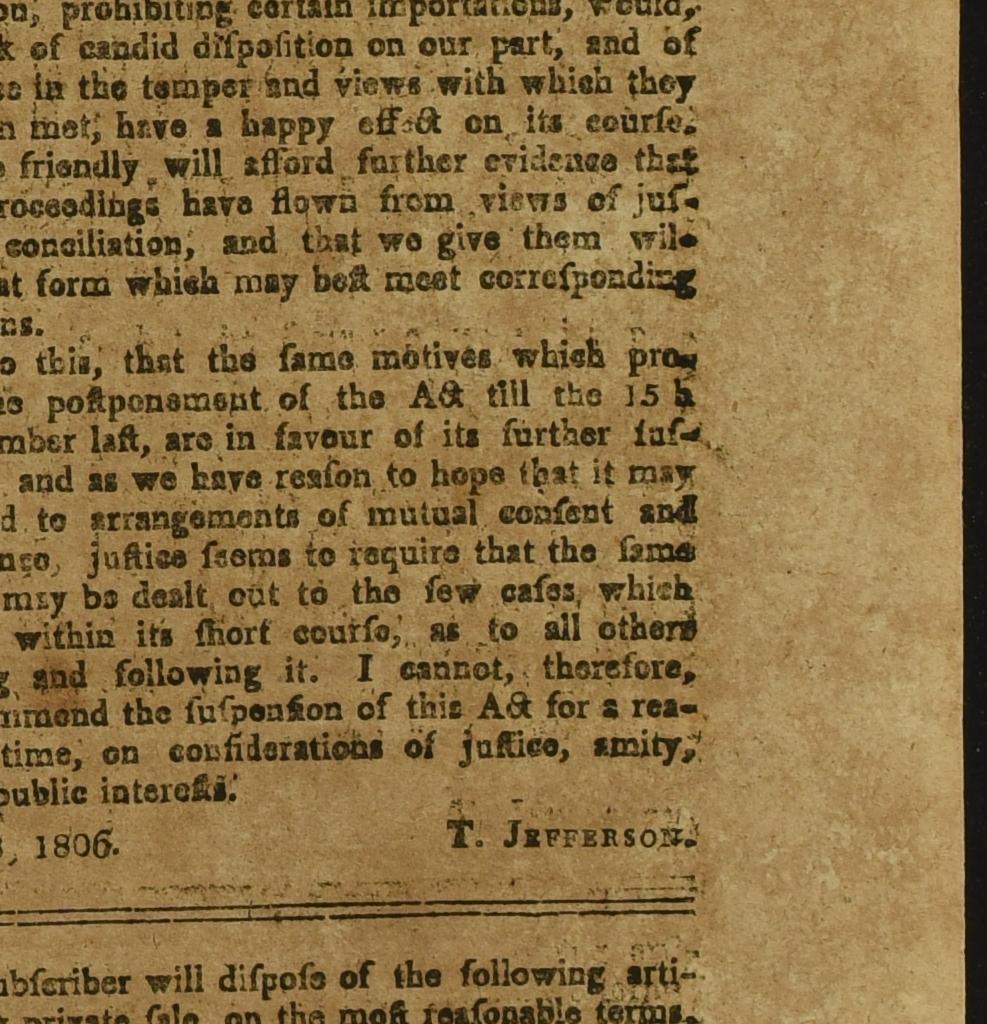 on, prohibiting certain importations, would,
k of candid diſpoſition on our part, and of
se in the temper and views with which they
n met, have a happy effect on its courſe.
e friendly will afford further evidence that
roceedings have flown from views of juſ-
conciliation, and that we give them wil-
at form which may beſt meet correſponding
ns.
o this, that the ſame motives which pro-
he poſtponement of the Act till the 15 h
mber laſt, are in favour of its further ſuſ-
and as we have reaſon to hope that it may
d to arrangements of mutual conſent and
nce, juſtice ſeems to require that the ſame
may be dealt out to the few caſes which
within its ſhort courſe, as to all others
g and following it. I cannot, therefore,
mmend the ſuſpenſion of this Act for a rea-
time, on conſiderations of juſtice, amity,
public intereſts.
3, 1806. T. JEFFERSON.
ubſcriber will diſpoſe of the following arti-
private ſale, on the moſt reaſonable terms,